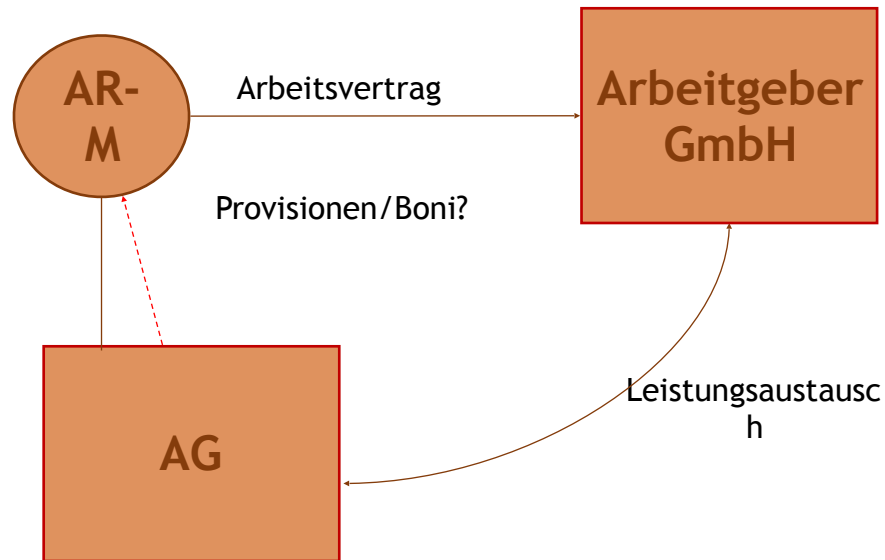 AR-
M
Arbeitsvertrag
Arbeitgeber
GmbH
Provisionen/Boni?
Leistungsaustausc
h
AG